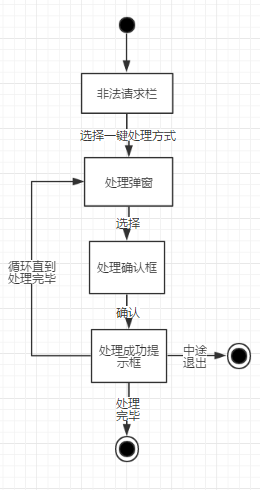 非法请求栏
选择一键处理方式
处理弹窗
选择
循环直到
处理完毕
处理确认框
确认
处理成功提
示框
中途
退出
处理
完毕